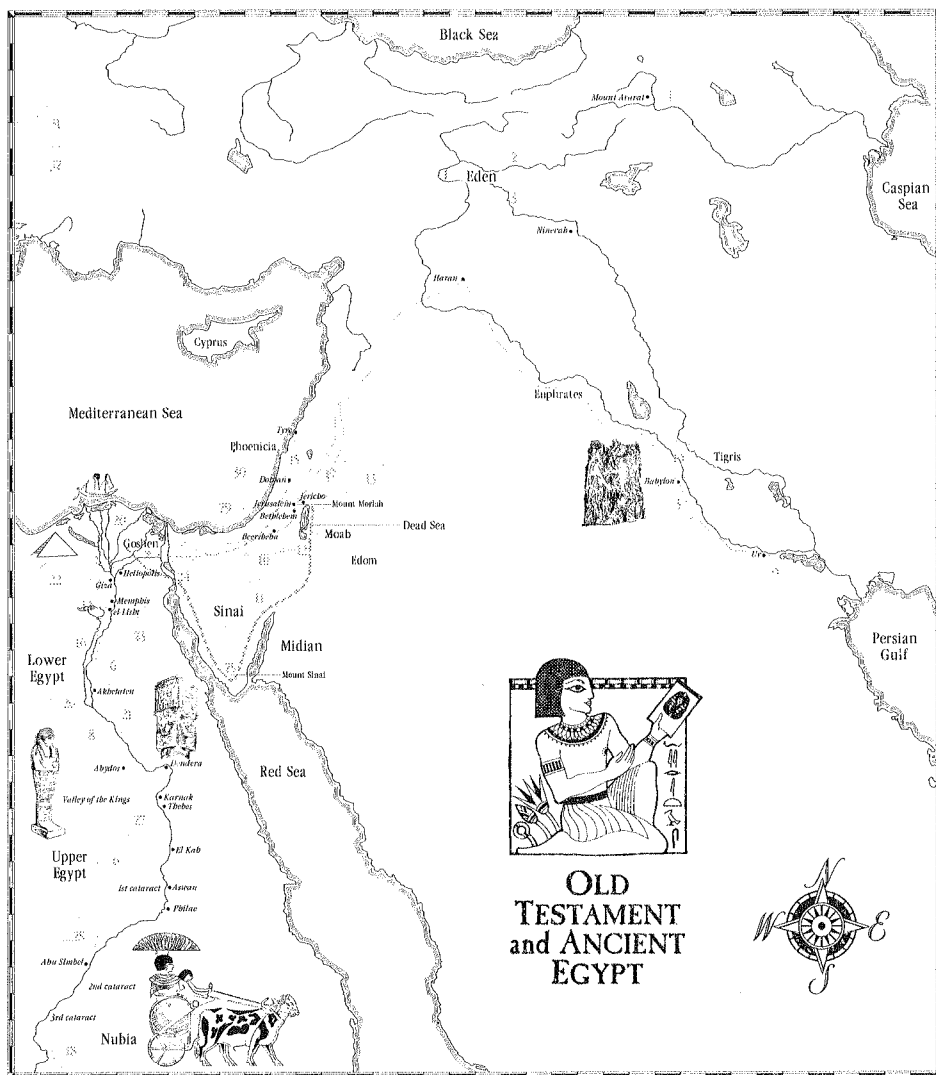 Black Sea
Mount Ararat
Eden
Caspian
Sea
Ninevah
Haran
Cyprus
Euphrates
Mediterranean Sea
Tyre
Phoenicia
Tigris
Dothan
Babylon
Jericho
Jerusalem
Mount Moriah
Bethlehem
Dead Sea
Goshen
Beersheba
Moab
Edom
Ur
Heliopolis
Giza
Memphis
el-Lisht
Sinai
Midian
Persian
Gulf
Lower
Egypt
Mount Sinai
Akhetaten
Red Sea
Abydos
Dendera
Valley of the Kings
Karnak
Thebes
El Kab
Upper
Egypt
1st cataract
Aswan
Philae
OLD
TESTAMENT
and ANCIENT
EGYPT
N
W
E
S
Abu Simbel
2nd cataract
3rd cataract
Nubia